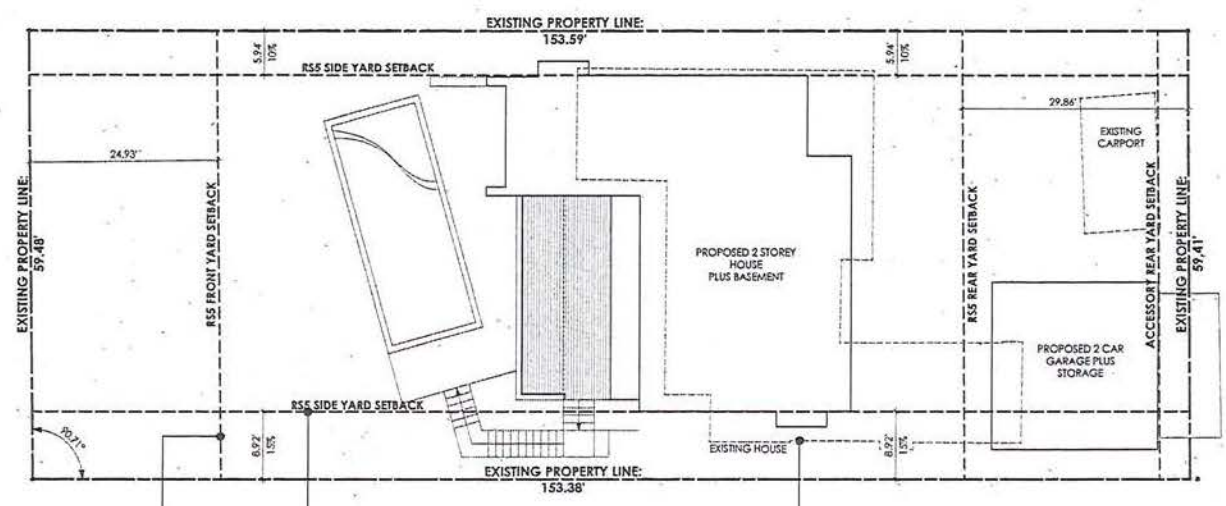 EXISTING PROPERTY LINE:
153.59'
5.94'
10%
5.94'
10%
RS5 SIDE YARD SETBACK
29.86'
EXISTING
CARPORT
24.93'
EXISTING PROPERTY LINE:
59.48'
RS5 FRONT YARD SETBACK
PROPOSED 2 STOREY
HOUSE
PLUS BASEMENT
RS5 REAR YARD SETBACK
ACCESSORY REAR YARD SETBACK
EXISTING PROPERTY LINE:
59.41'
PROPOSED 2 CAR
GARAGE PLUS
STORAGE
RS5 SIDE YARD SETBACK
90.71°
8.92'
15%
EXISTING HOUSE
8.92'
15%
EXISTING PROPERTY LINE:
153.38'